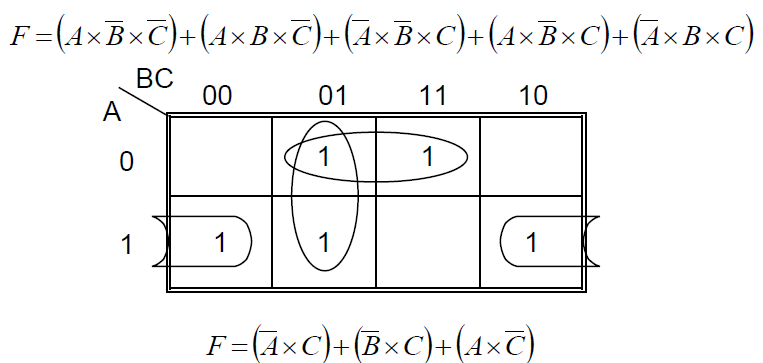 F = (A × B̅ × C̅) + (A × B × C̅) + (A̅ × B̅ × C) + (A × B̅ × C) + (A̅ × B × C)
BC
A
00 01 11 10
0 1 1
1 1 1 1
F = (A̅ × C) + (B̅ × C) + (A × C̅)